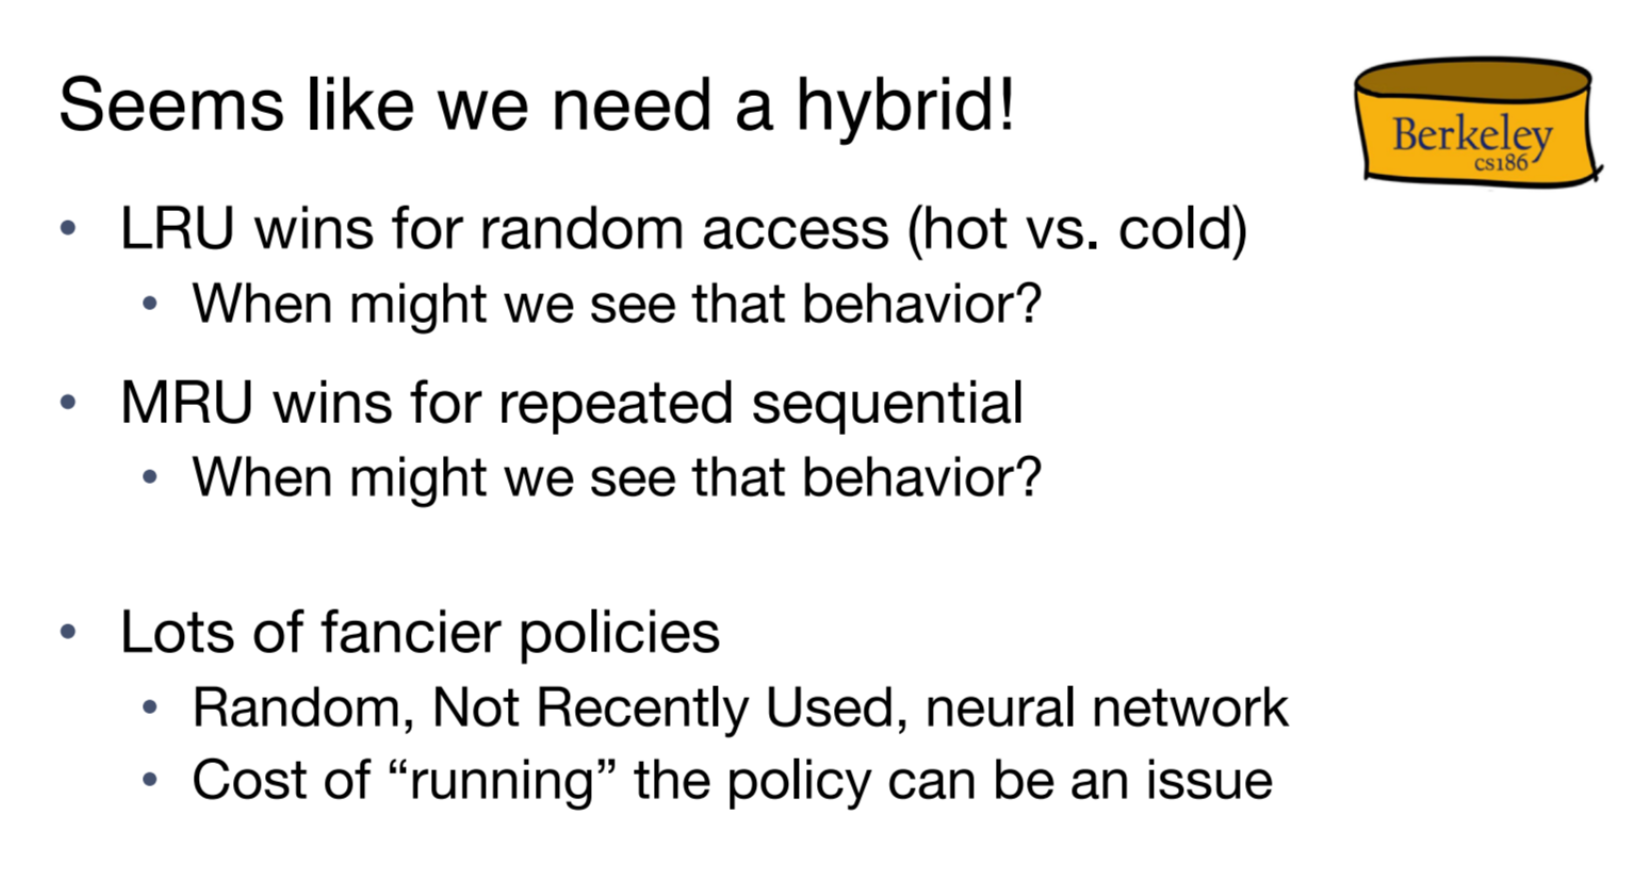 Seems like we need a hybrid!
Berkeley
cs186
• LRU wins for random access (hot vs. cold)
• When might we see that behavior?
• MRU wins for repeated sequential
• When might we see that behavior?
• Lots of fancier policies
• Random, Not Recently Used, neural network
• Cost of “running” the policy can be an issue